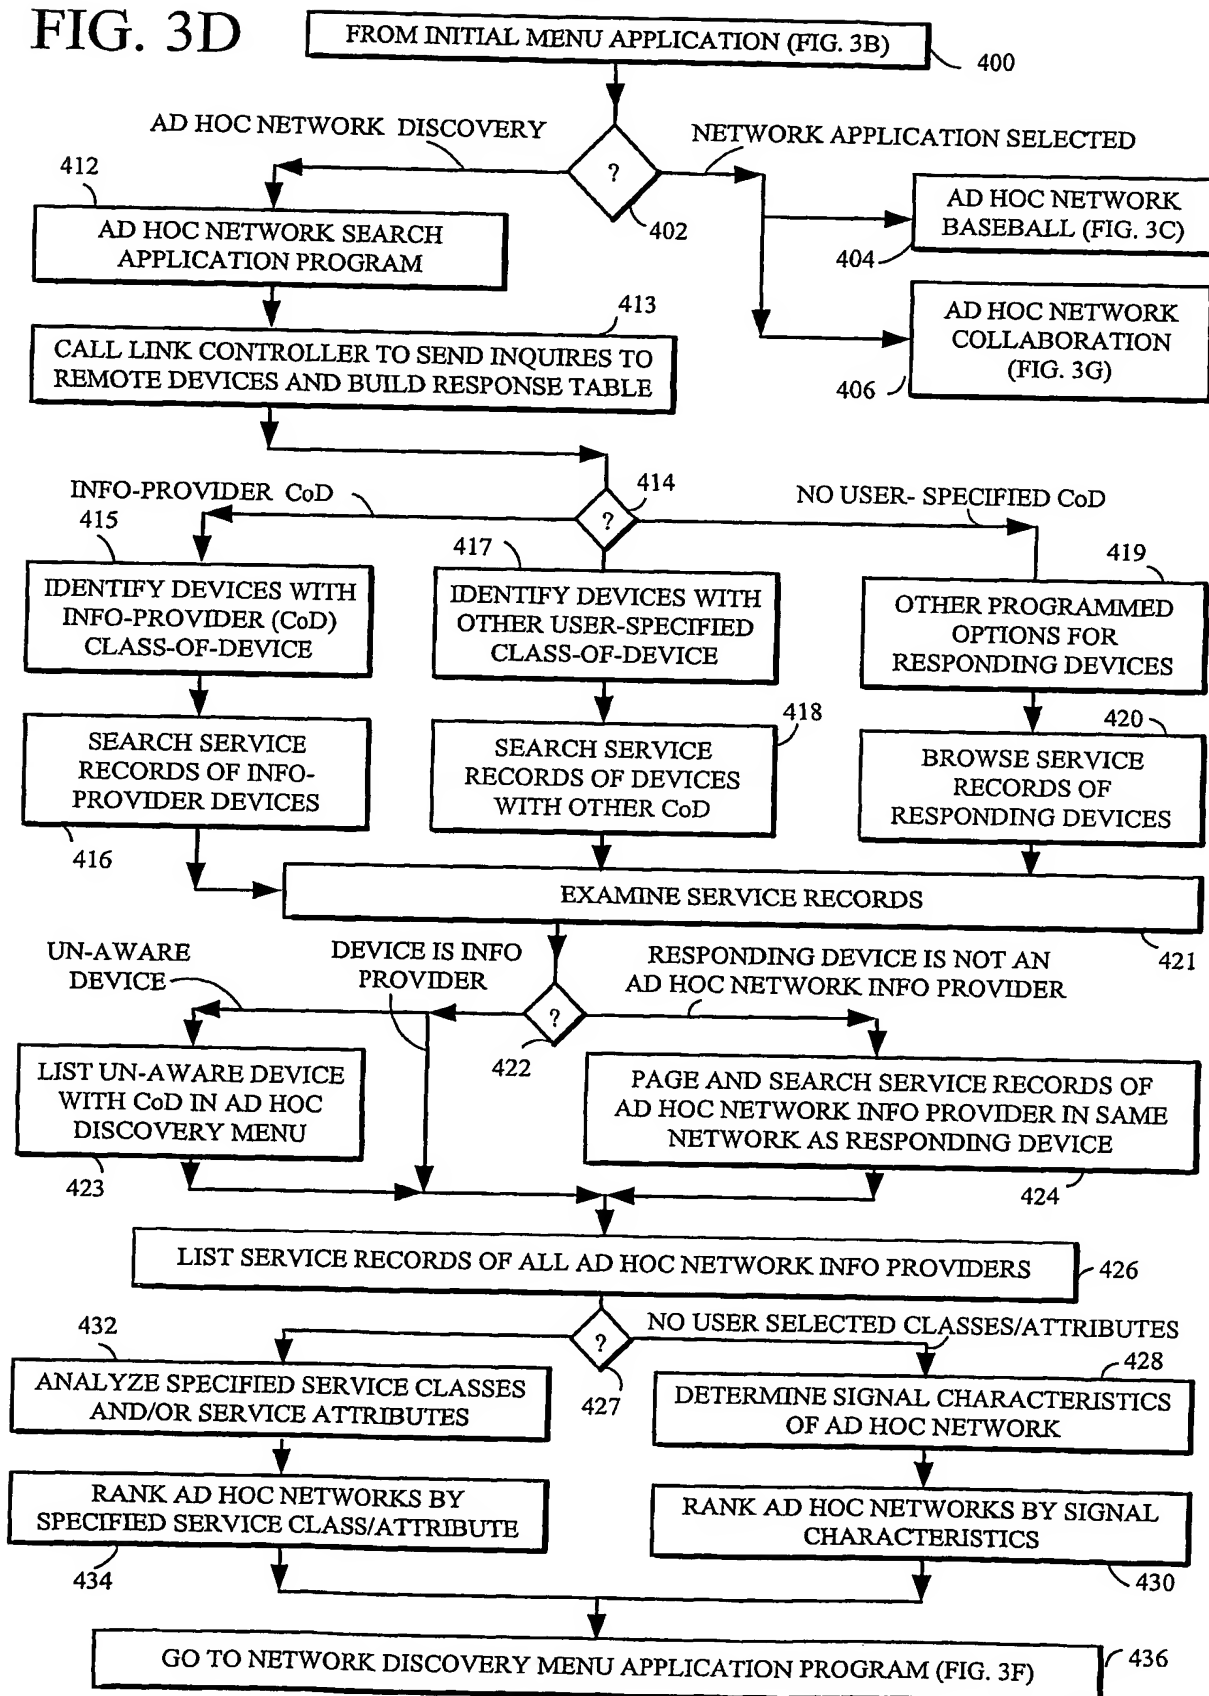 FIG. 3D
FROM INITIAL MENU APPLICATION (FIG. 3B)
400
AD HOC NETWORK DISCOVERY
NETWORK APPLICATION SELECTED
?
402
412
AD HOC NETWORK SEARCH
APPLICATION PROGRAM
AD HOC NETWORK
BASEBALL (FIG. 3C)
404
AD HOC NETWORK
COLLABORATION
(FIG. 3G)
406
413
CALL LINK CONTROLLER TO SEND INQUIRES TO
REMOTE DEVICES AND BUILD RESPONSE TABLE
INFO-PROVIDER CoD
?
414
NO USER- SPECIFIED CoD
415
IDENTIFY DEVICES WITH
INFO-PROVIDER (CoD)
CLASS-OF-DEVICE
417
IDENTIFY DEVICES WITH
OTHER USER-SPECIFIED
CLASS-OF-DEVICE
419
OTHER PROGRAMMED
OPTIONS FOR
RESPONDING DEVICES
SEARCH SERVICE
RECORDS OF INFO-
PROVIDER DEVICES
416
418
SEARCH SERVICE
RECORDS OF DEVICES
WITH OTHER CoD
420
BROWSE SERVICE
RECORDS OF
RESPONDING DEVICES
EXAMINE SERVICE RECORDS
421
UN-AWARE
DEVICE
DEVICE IS INFO
PROVIDER
?
422
RESPONDING DEVICE IS NOT AN
AD HOC NETWORK INFO PROVIDER
LIST UN-AWARE DEVICE
WITH CoD IN AD HOC
DISCOVERY MENU
423
PAGE AND SEARCH SERVICE RECORDS OF
AD HOC NETWORK INFO PROVIDER IN SAME
NETWORK AS RESPONDING DEVICE
424
LIST SERVICE RECORDS OF ALL AD HOC NETWORK INFO PROVIDERS
426
?
427
NO USER SELECTED CLASSES/ATTRIBUTES
432
ANALYZE SPECIFIED SERVICE CLASSES
AND/OR SERVICE ATTRIBUTES
428
DETERMINE SIGNAL CHARACTERISTICS
OF AD HOC NETWORK
RANK AD HOC NETWORKS BY
SPECIFIED SERVICE CLASS/ATTRIBUTE
434
RANK AD HOC NETWORKS BY SIGNAL
CHARACTERISTICS
430
GO TO NETWORK DISCOVERY MENU APPLICATION PROGRAM (FIG. 3F)
436